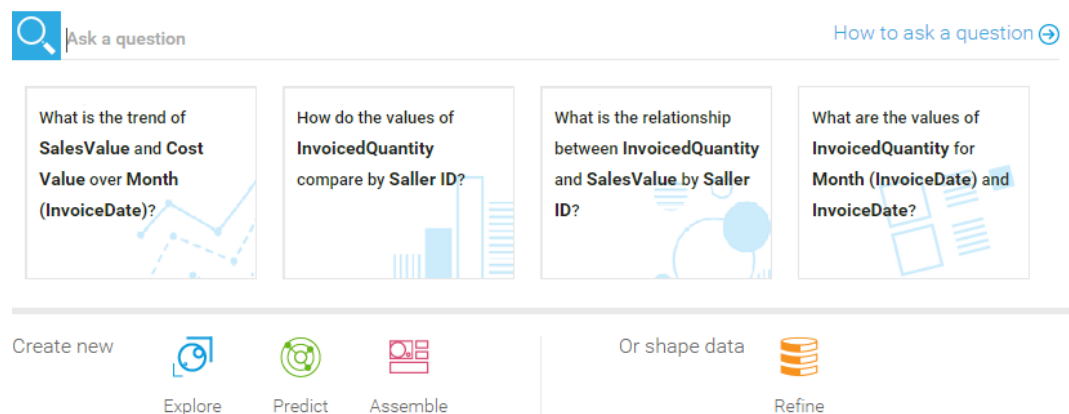 Ask a question
How to ask a question
What is the trend of
SalesValue and Cost
Value over Month
(InvoiceDate)?
How do the values of
InvoicedQuantity
compare by Saller ID?
What is the relationship
between InvoicedQuantity
and SalesValue by Saller
ID?
What are the values of
InvoicedQuantity for
Month (InvoiceDate) and
InvoiceDate?
Create new
Or shape data
Explore
Predict
Assemble
Refine